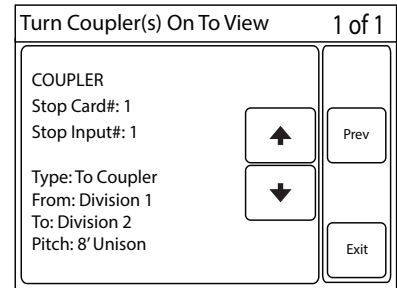 Turn Coupler(s) On To View 1 of 1
COUPLER
Stop Card#: 1
Stop Input#: 1
Type: To Coupler
From: Division 1
To: Division 2
Pitch: 8' Unison
Prev
Exit